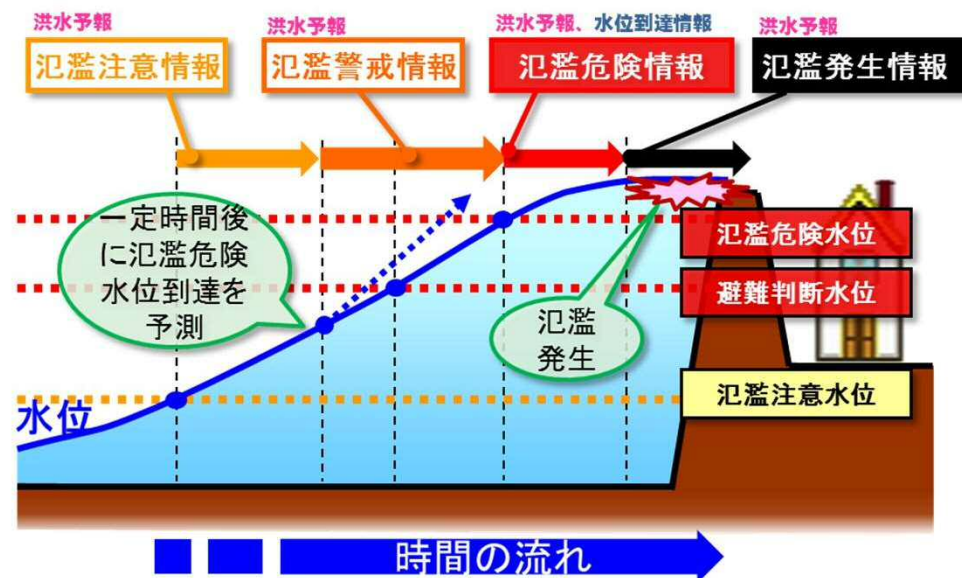 洪水予報
洪水予報
洪水予報、水位到達情報
洪水予報
氾濫注意情報
氾濫警戒情報
氾濫危険情報
氾濫発生情報
一定時間後
に氾濫危険
水位到達を
予測
氾濫危険水位
避難判断水位
氾濫
発生
氾濫注意水位
水位
時間の流れ